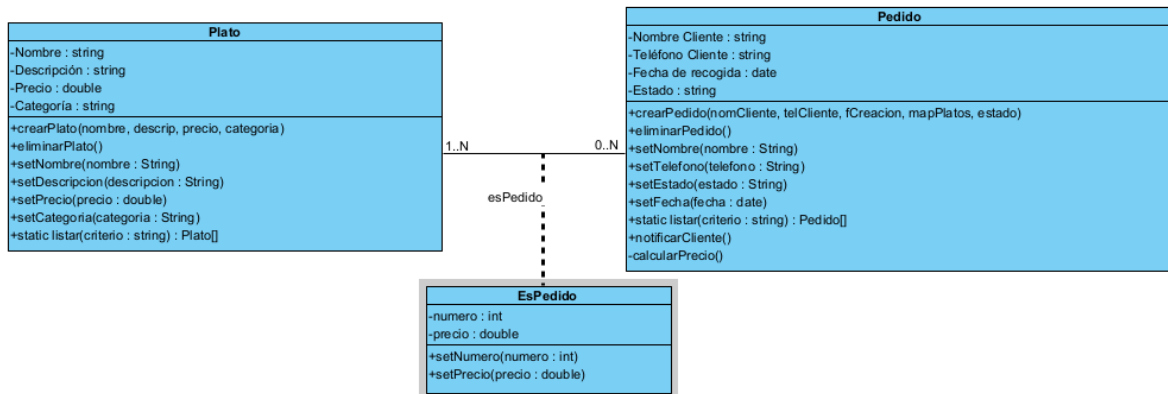 Plato
-Nombre : string
-Descripción : string
-Precio : double
-Categoría : string
+crearPlato(nombre, descrip, precio, categoria)
+eliminarPlato()
+setNombre(nombre : String)
+setDescripcion(descripcion : String)
+setPrecio(precio : double)
+setCategoria(categoria : String)
+static listar(criterio : string) : Plato[]
1..N
0..N
esPedido
Pedido
-Nombre Cliente : string
-Teléfono Cliente : string
-Fecha de recogida : date
-Estado : string
+crearPedido(nomCliente, telCliente, fCreacion, mapPlatos, estado)
+eliminarPedido()
+setNombre(nombre : String)
+setTelefono(telefono : String)
+setEstado(estado : String)
+setFecha(fecha : date)
+static listar(criterio : string) : Pedido[]
+notificarCliente()
-calcularPrecio()
EsPedido
-numero : int
-precio : double
+setNumero(numero : int)
+setPrecio(precio : double)